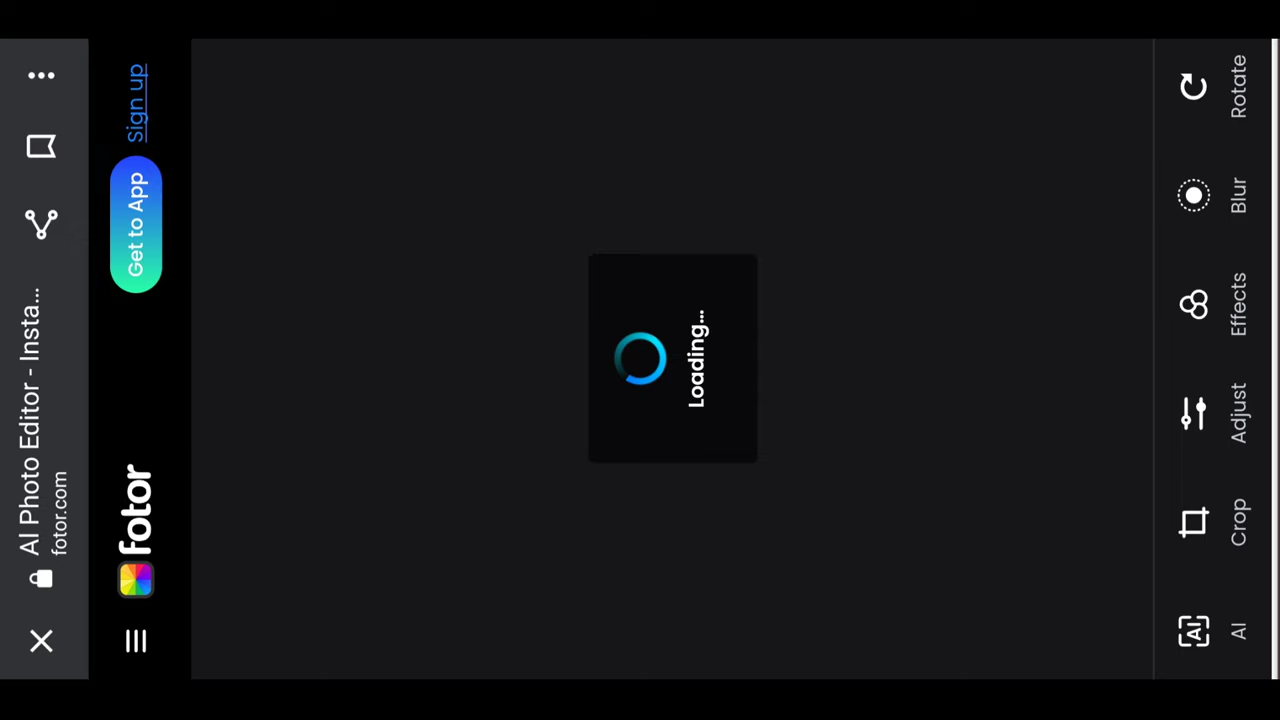 AI Photo Editor - Insta...
fotor.com
fotor
Get to App
Sign up
Loading...
AI
AI
Crop
Adjust
Effects
Blur
Rotate